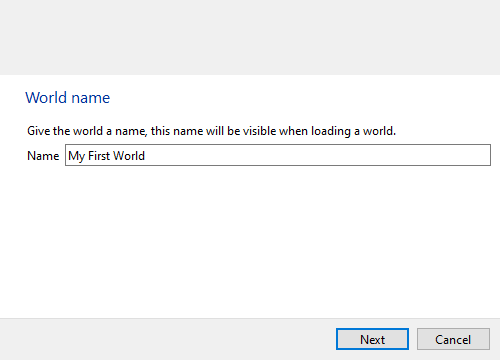 World name
Give the world a name, this name will be visible when loading a world.
Name My First World
Next Cancel